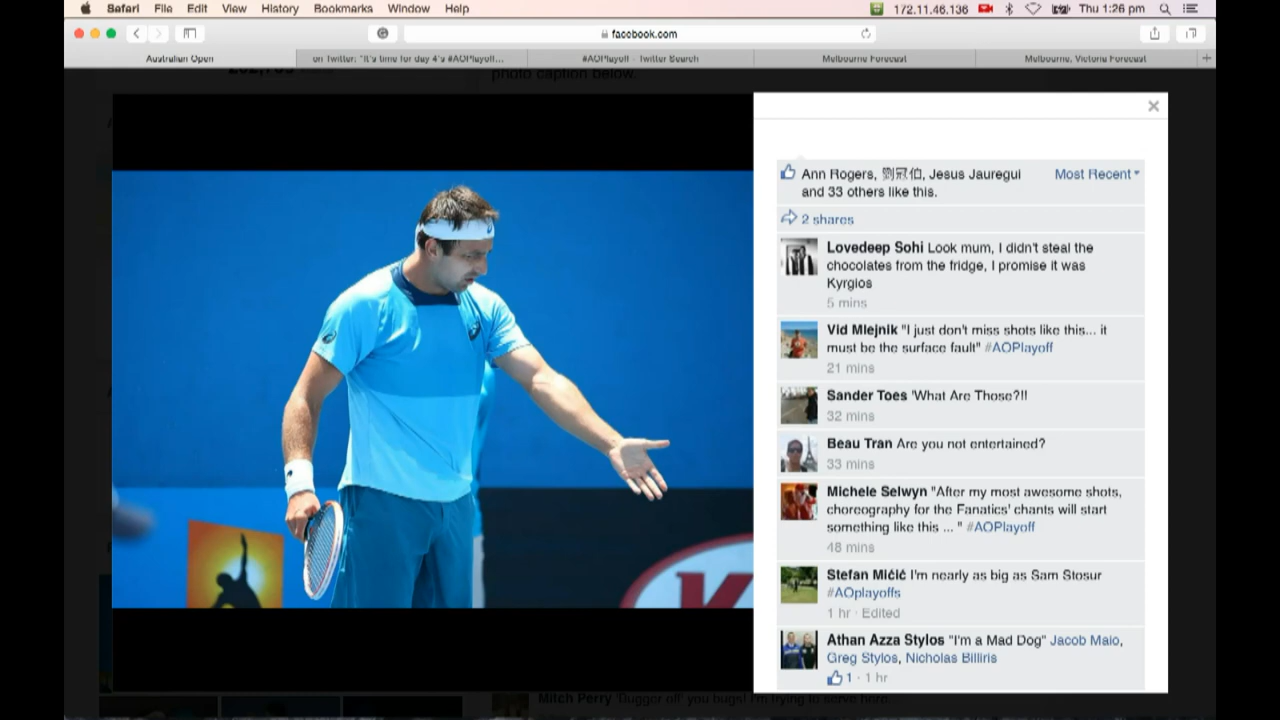 Safari File Edit View History Bookmarks Window Help
172.11.46.136 Thu 1:26 pm
facebook.com
Australian Open
on Twitter: "It's time for day 4's #AOPlayoff...
#AOPlayoff - Twitter Search
Melbourne Forecast
Melbourne, Victoria Forecast
photo caption below.
Ann Rogers, 劉冠伯, Jesus Jauregui
and 33 others like this.
Most Recent
2 shares
Lovedeep Sohi Look mum, I didn't steal the
chocolates from the fridge, I promise it was
Kyrgios
5 mins
Vid Mlejnik "I just don't miss shots like this... it
must be the surface fault" #AOPlayoff
21 mins
Sander Toes 'What Are Those?!!
32 mins
Beau Tran Are you not entertained?
33 mins
Michele Selwyn "After my most awesome shots,
choreography for the Fanatics' chants will start
something like this ... " #AOPlayoff
48 mins
Stefan Mićić I'm nearly as big as Sam Stosur
#AOplayoffs
1 hr · Edited
Athan Azza Stylos "I'm a Mad Dog" Jacob Maio,
Greg Stylos, Nicholas Billiris
1 · 1 hr
Mitch Perry 'Bugger off' you bugs! I'm trying to serve here...